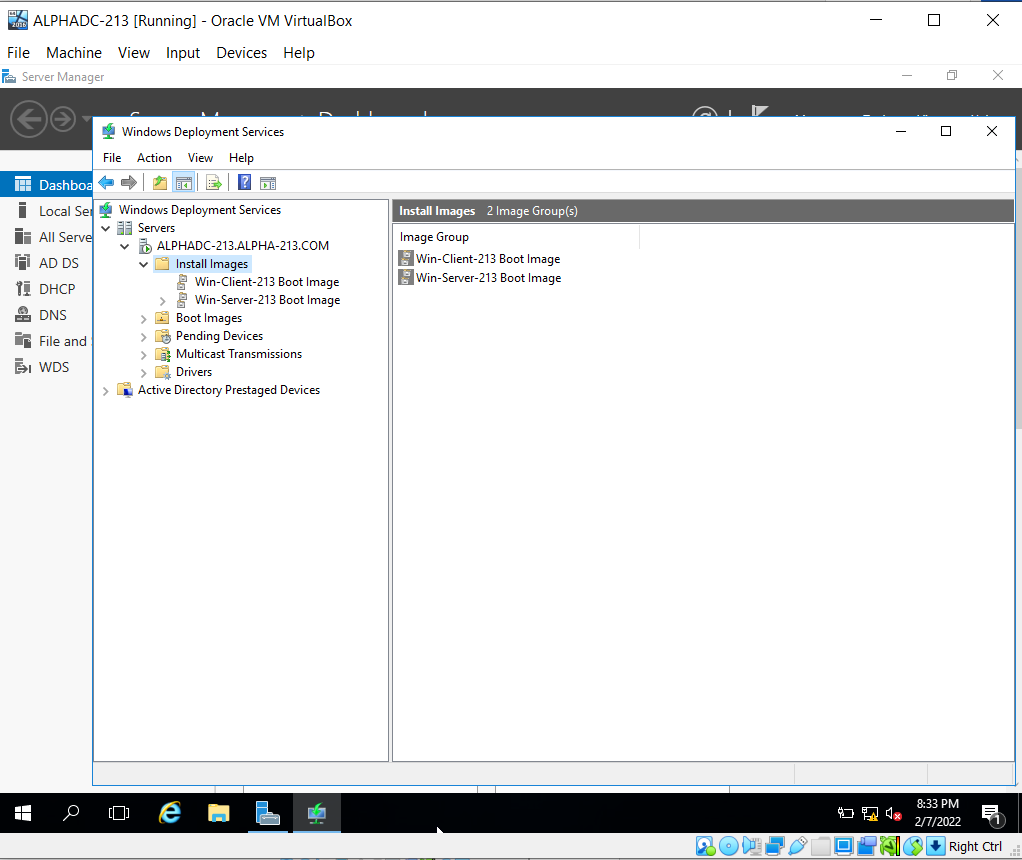 ALPHADC-213 [Running] - Oracle VM VirtualBox
File Machine View Input Devices Help
Server Manager
Windows Deployment Services
File Action View Help
Dashboa
Local Ser
All Serve
AD DS
DHCP
DNS
File and
WDS
Windows Deployment Services
Servers
ALPHADC-213.ALPHA-213.COM
Install Images
Win-Client-213 Boot Image
Win-Server-213 Boot Image
Boot Images
Pending Devices
Multicast Transmissions
Drivers
Active Directory Prestaged Devices
Install Images 2 Image Group(s)
Image Group
Win-Client-213 Boot Image
Win-Server-213 Boot Image
8:33 PM
2/7/2022
1
Right Ctrl